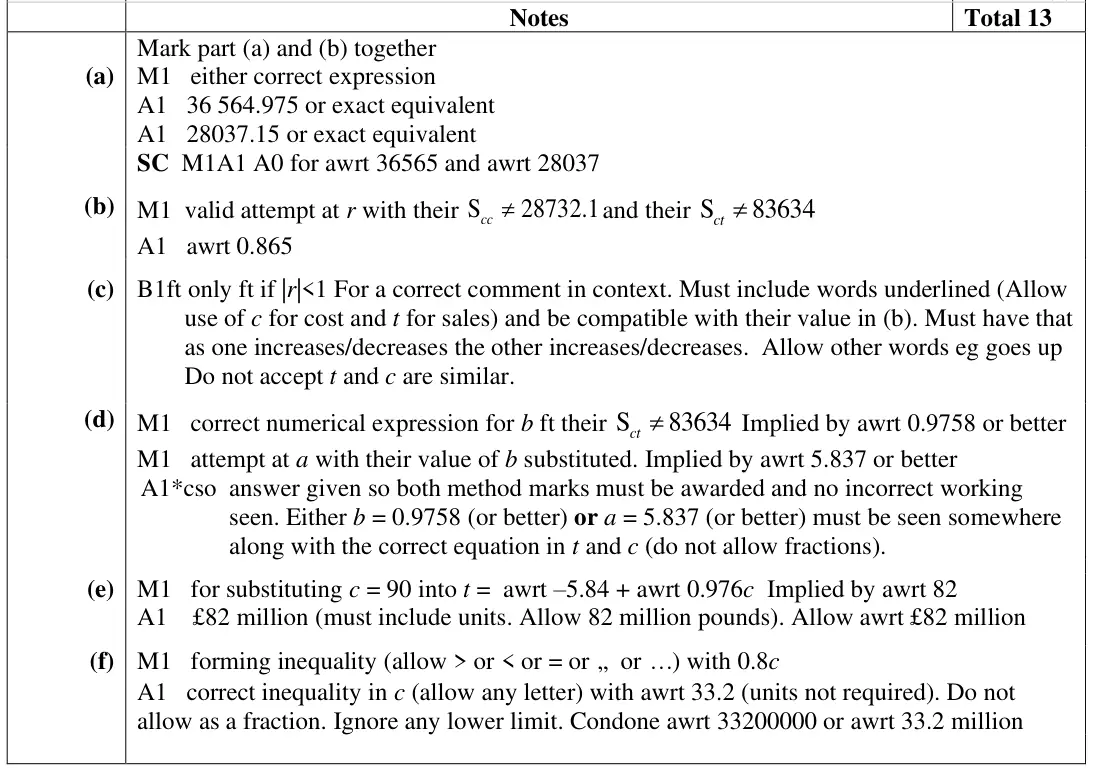 Notes Total 13
Mark part (a) and (b) together
(a) M1 either correct expression
A1 36 564.975 or exact equivalent
A1 28037.15 or exact equivalent
SC M1A1 A0 for awrt 36565 and awrt 28037
(b) M1 valid attempt at r with their S_cc ≠ 28732.1 and their S_ct ≠ 83634
A1 awrt 0.865
(c) B1ft only ft if |r|<1 For a correct comment in context. Must include words underlined (Allow
use of c for cost and t for sales) and be compatible with their value in (b). Must have that
as one increases/decreases the other increases/decreases. Allow other words eg goes up
Do not accept t and c are similar.
(d) M1 correct numerical expression for b ft their S_ct ≠ 83634 Implied by awrt 0.9758 or better
M1 attempt at a with their value of b substituted. Implied by awrt 5.837 or better
A1*cso answer given so both method marks must be awarded and no incorrect working
seen. Either b = 0.9758 (or better) or a = 5.837 (or better) must be seen somewhere
along with the correct equation in t and c (do not allow fractions).
(e) M1 for substituting c = 90 into t = awrt –5.84 + awrt 0.976c Implied by awrt 82
A1 £82 million (must include units. Allow 82 million pounds). Allow awrt £82 million
(f) M1 forming inequality (allow > or < or = or „ or …) with 0.8c
A1 correct inequality in c (allow any letter) with awrt 33.2 (units not required). Do not
allow as a fraction. Ignore any lower limit. Condone awrt 33200000 or awrt 33.2 million